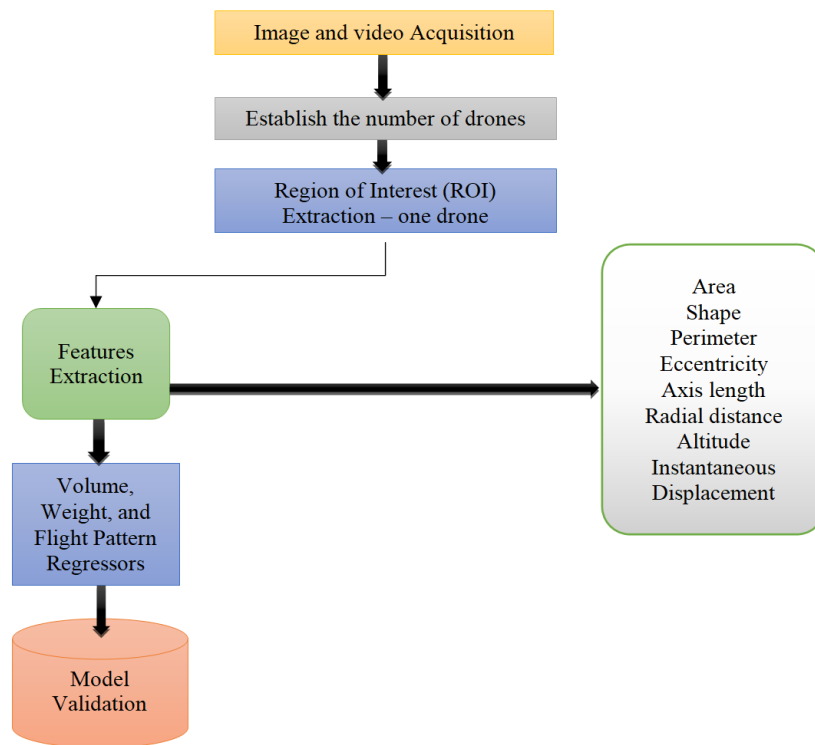 Image and video Acquisition
Establish the number of drones
Region of Interest (ROI)
Extraction – one drone
Features
Extraction
Area
Shape
Perimeter
Eccentricity
Axis length
Radial distance
Altitude
Instantaneous
Displacement
Volume,
Weight, and
Flight Pattern
Regressors
Model
Validation